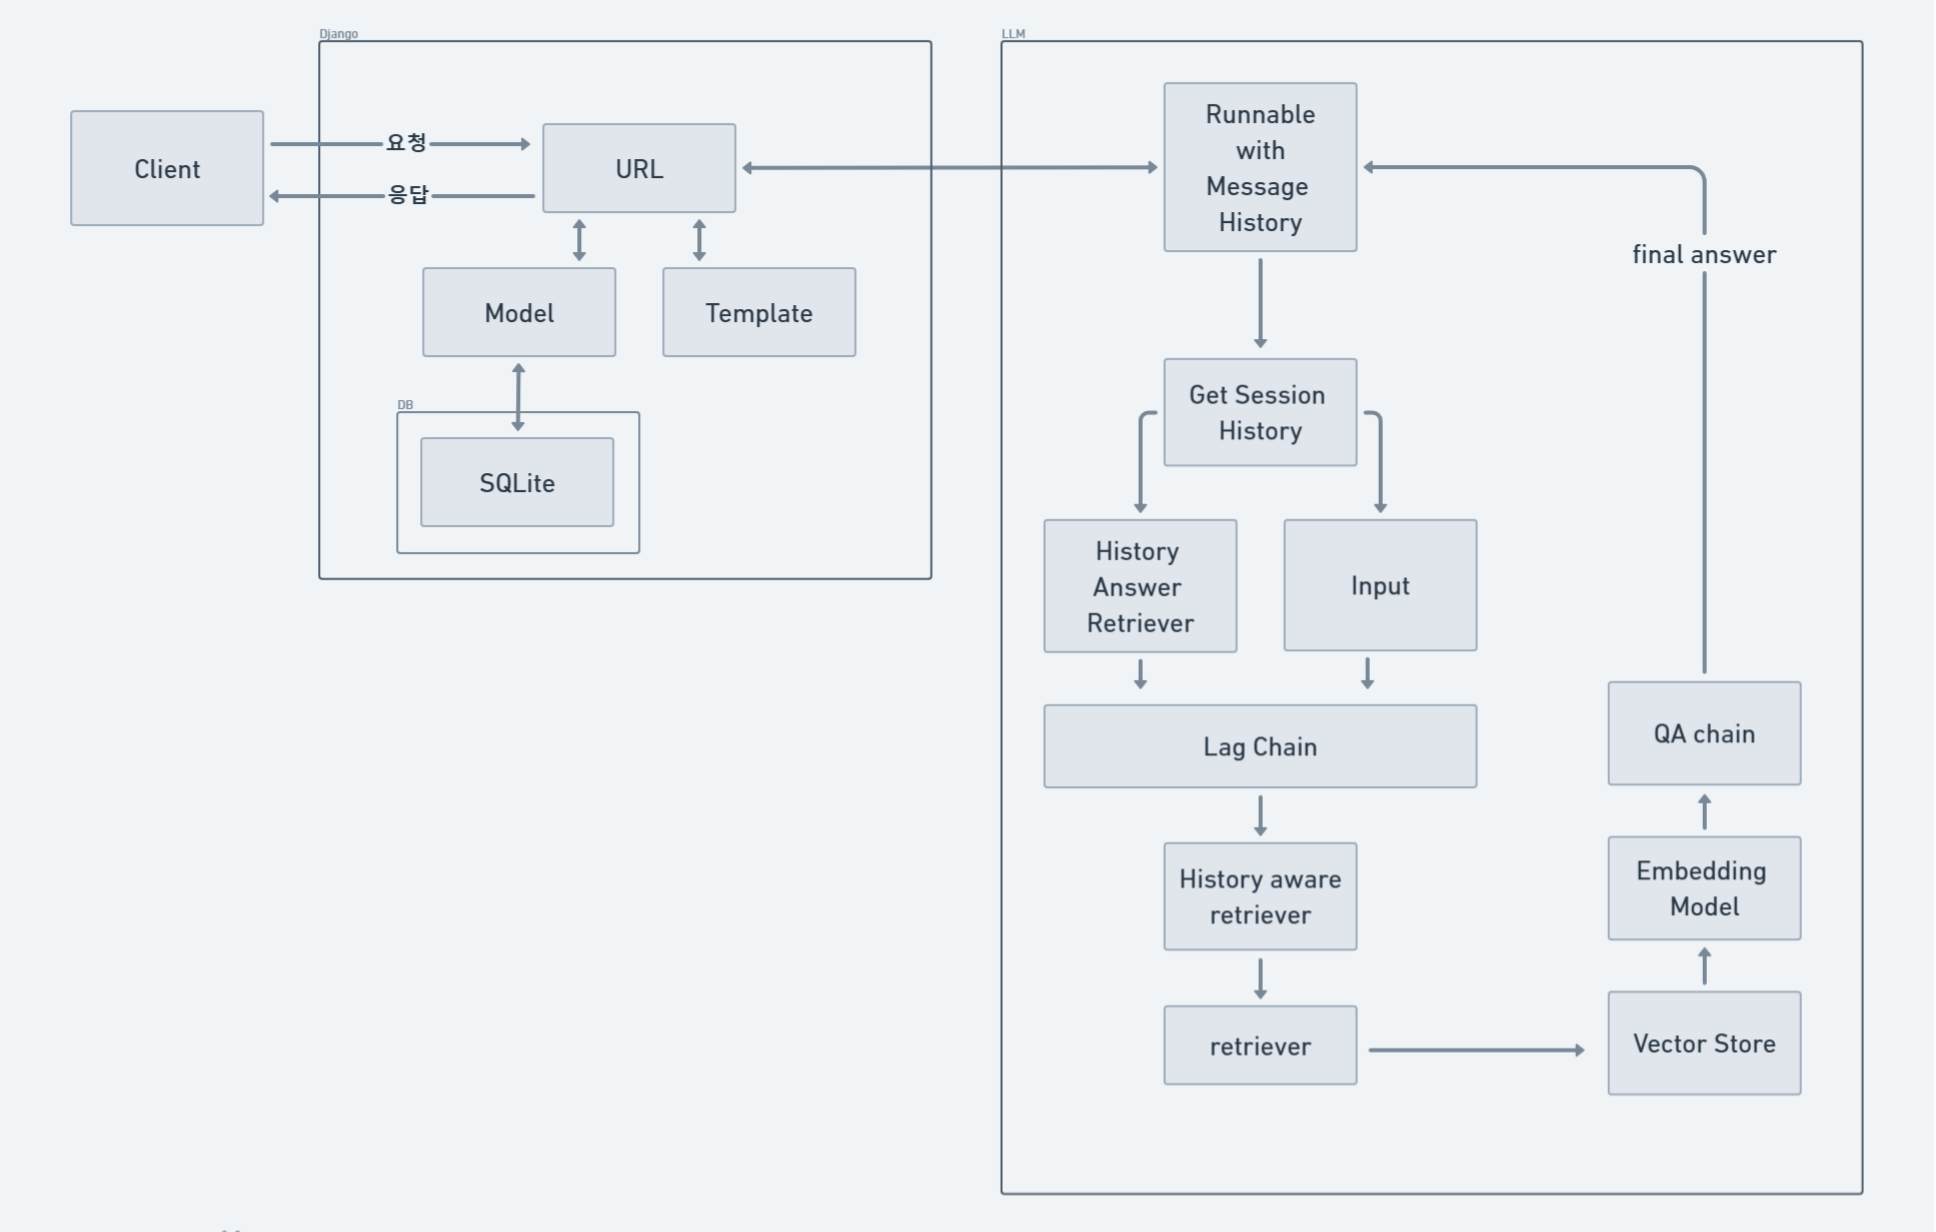 Django
LLM
Client
요청
응답
URL
Model
Template
DB
SQLite
Runnable
with
Message
History
final answer
Get Session
History
History
Answer
Retriever
Input
Lag Chain
History aware
retriever
retriever
QA chain
Embedding
Model
Vector Store